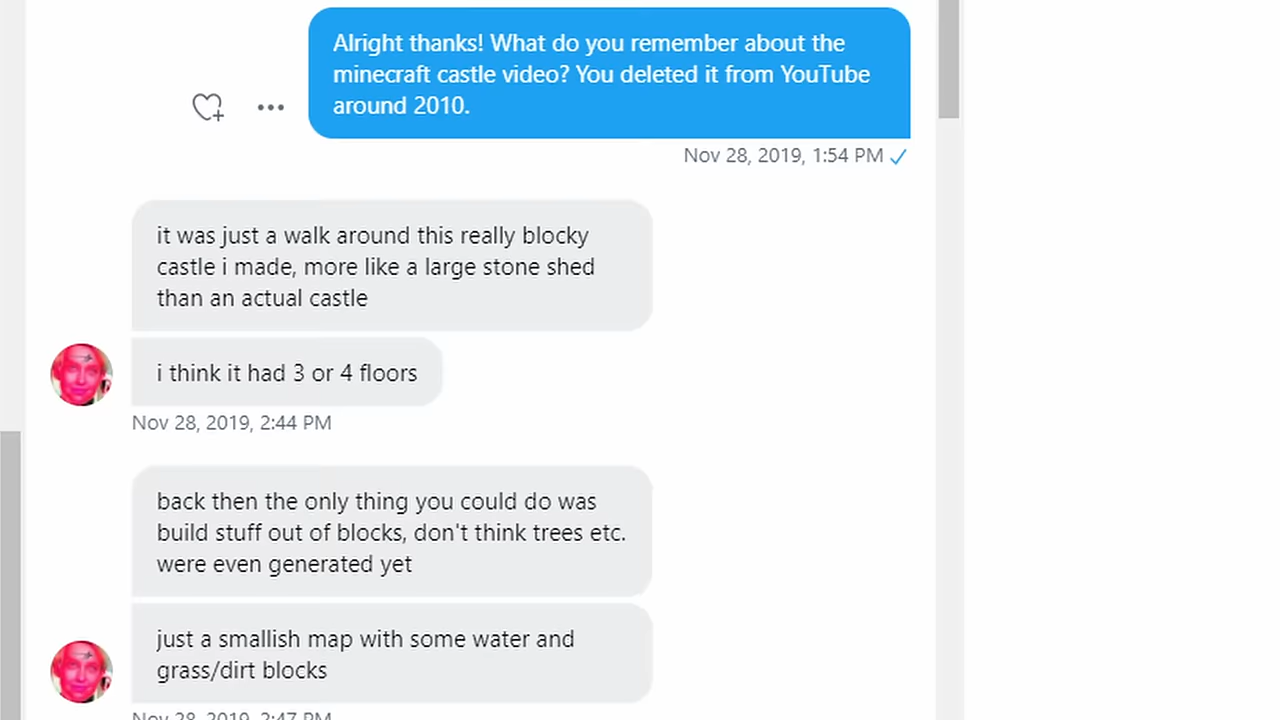 Alright thanks! What do you remember about the
minecraft castle video? You deleted it from YouTube
around 2010.
Nov 28, 2019, 1:54 PM
it was just a walk around this really blocky
castle i made, more like a large stone shed
than an actual castle
i think it had 3 or 4 floors
Nov 28, 2019, 2:44 PM
back then the only thing you could do was
build stuff out of blocks, don't think trees etc.
were even generated yet
just a smallish map with some water and
grass/dirt blocks
Nov 28, 2019, 2:47 PM